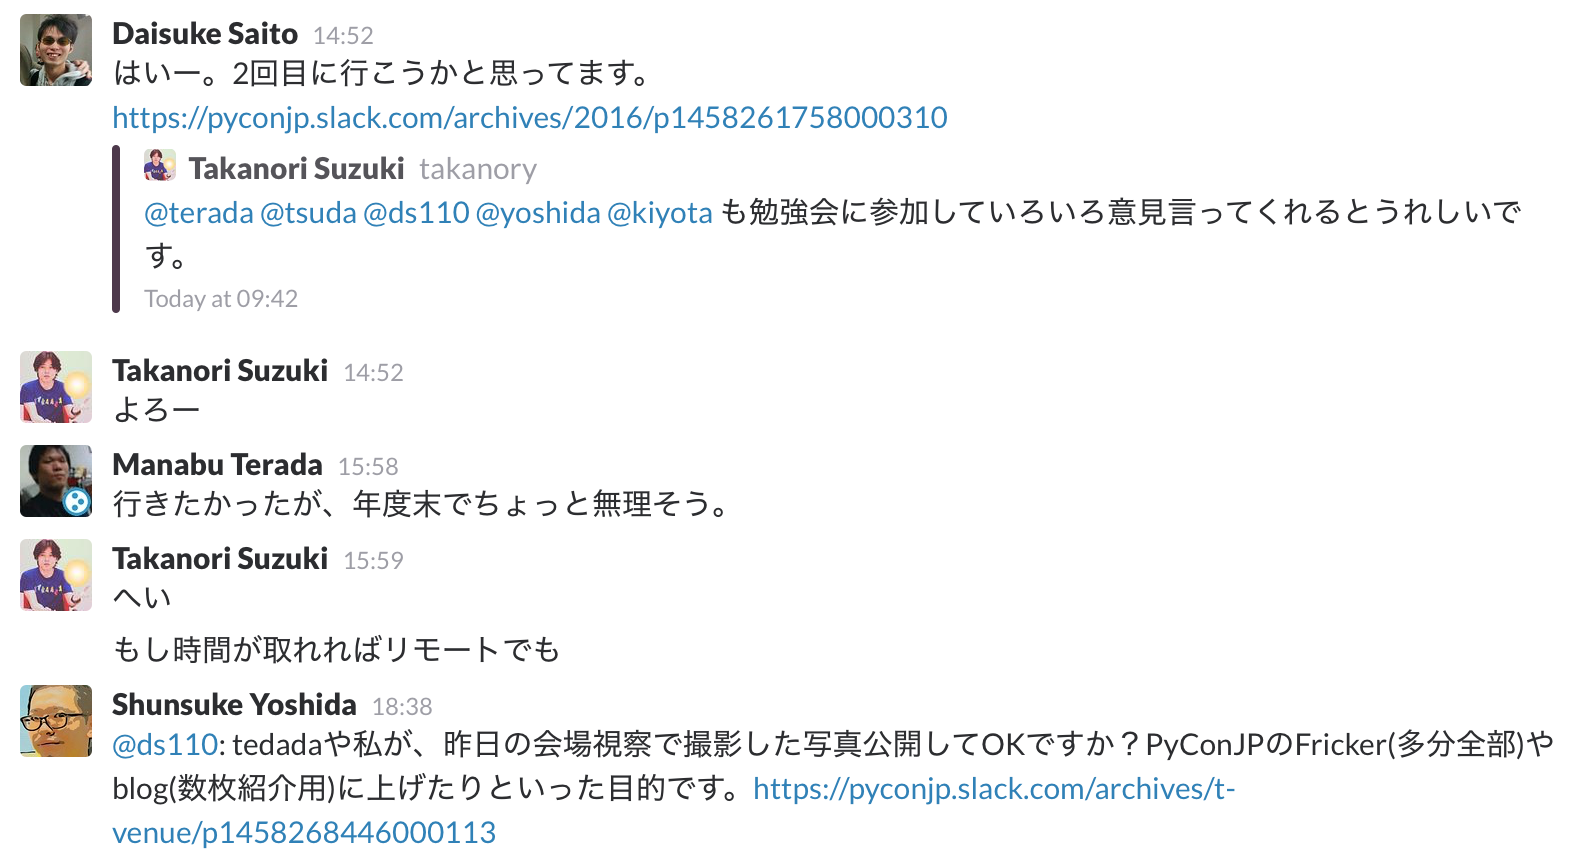 Daisuke Saito 14:52
はいー。2回目に行こうかと思ってます。
https://pyconjp.slack.com/archives/2016/p1458261758000310
Takanori Suzuki takanory
@terada @tsuda @ds110 @yoshida @kiyota も勉強会に参加していろいろ意見言ってくれるとうれしいで
す。
Today at 09:42
Takanori Suzuki 14:52
よろー
Manabu Terada 15:58
行きたかったが、年度末でちょっと無理そう。
Takanori Suzuki 15:59
へい
もし時間が取れればリモートでも
Shunsuke Yoshida 18:38
@ds110: tedadaや私が、昨日の会場視察で撮影した写真公開してOKですか？PyConJPのFricker(多分全部)や
blog(数枚紹介用)に上げたりといった目的です。https://pyconjp.slack.com/archives/t-
venue/p1458268446000113